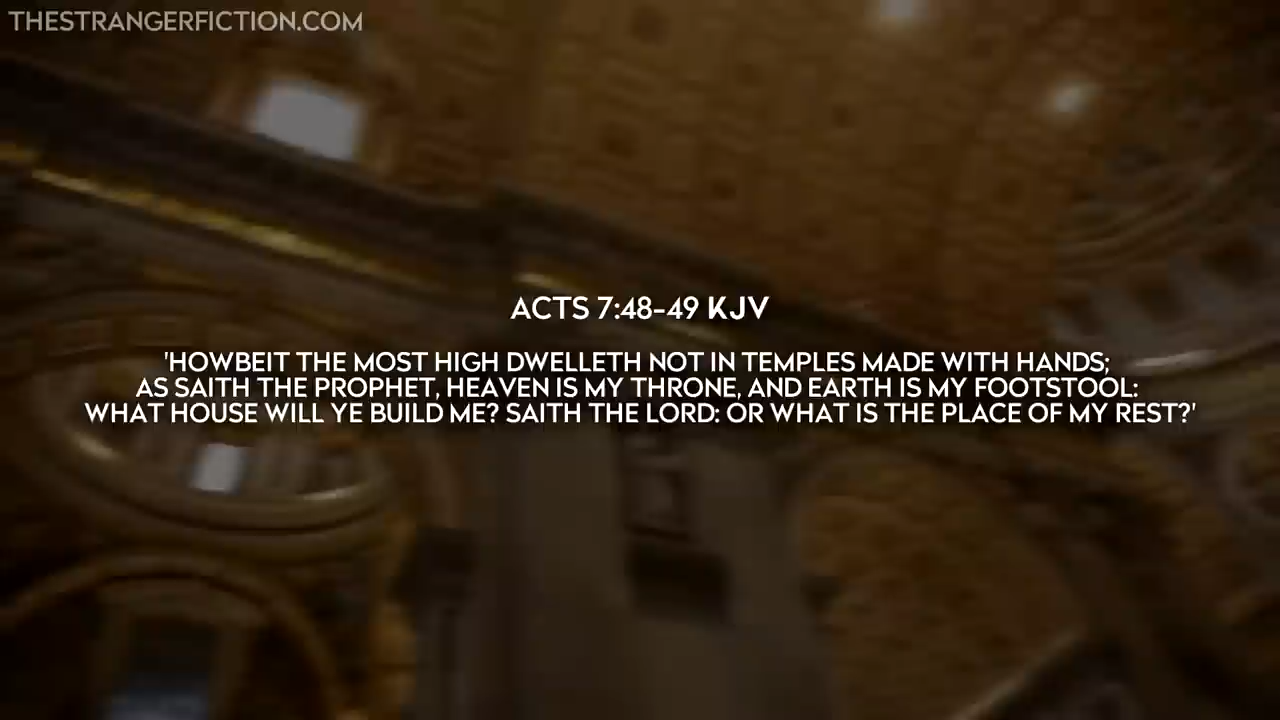 THESTRANGERFICTION.COM
ACTS 7:48-49 KJV
'HOWBEIT THE MOST HIGH DWELLETH NOT IN TEMPLES MADE WITH HANDS;
AS SAITH THE PROPHET, HEAVEN IS MY THRONE, AND EARTH IS MY FOOTSTOOL:
WHAT HOUSE WILL YE BUILD ME? SAITH THE LORD: OR WHAT IS THE PLACE OF MY REST?'